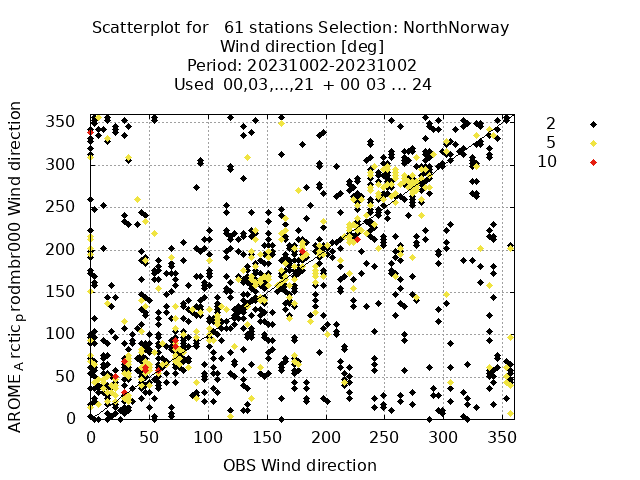 Scatterplot for 61 stations Selection: NorthNorway
Wind direction [deg]
Period: 20231002-20231002
Used 00,03,...,21 + 00 03 ... 24
AROME_Arctic_prodmbr000 Wind direction
350
300
250
200
150
100
50
0
0 50 100 150 200 250 300 350
OBS Wind direction
2
5
10